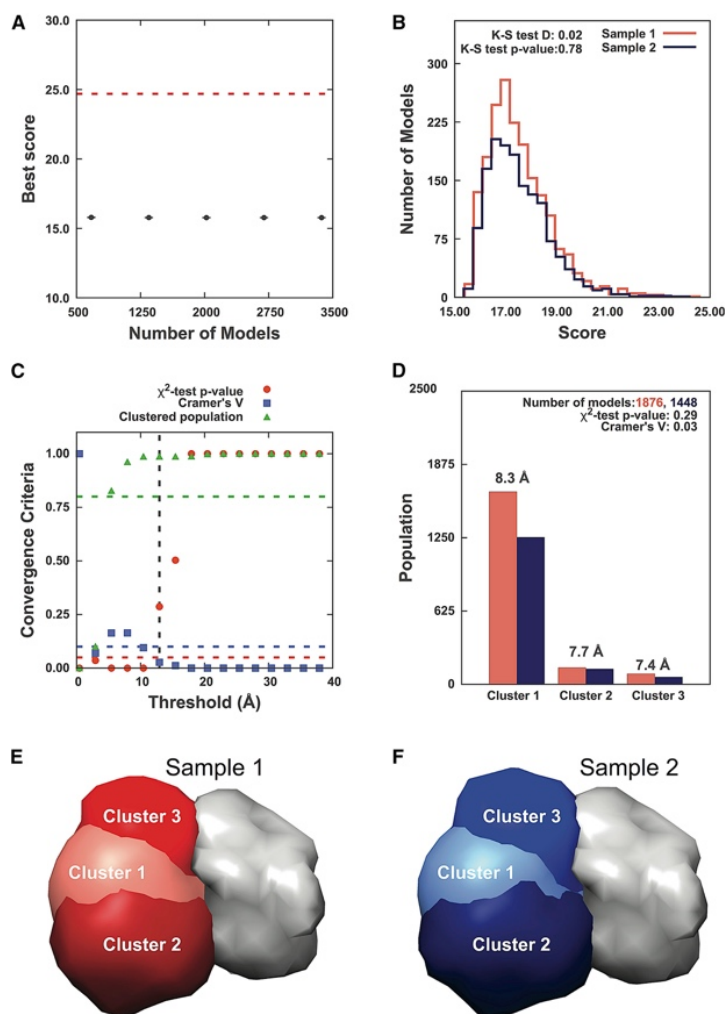 A
30.0
25.0
20.0
15.0
10.0
Best score
500
1250
2000
2750
3500
Number of Models
B
K-S test D: 0.02
K-S test p-value:0.78
Sample 1
Sample 2
300
225
150
75
0
Number of Models
15.00
17.00
19.00
21.00
23.00
25.00
Score
C
χ²-test p-value
Cramer's V
Clustered population
1.00
0.75
0.50
0.25
0.00
Convergence Criteria
0
10
20
30
40
Threshold (Å)
D
Number of models:1876, 1448
χ²-test p-value: 0.29
Cramer's V: 0.03
2500
1875
1250
625
0
Population
8.3 Å
7.7 Å
7.4 Å
Cluster 1
Cluster 2
Cluster 3
E
Sample 1
Cluster 3
Cluster 1
Cluster 2
F
Sample 2
Cluster 3
Cluster 1
Cluster 2